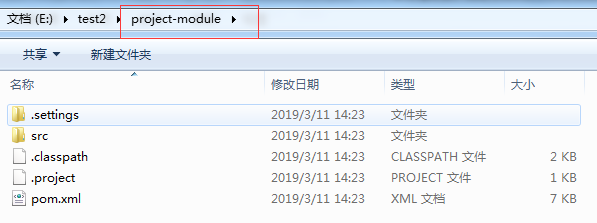 文档 (E:) ▸ test2 ▸ project-module ▸
共享 ▼ 新建文件夹
名称 修改日期 类型 大小
.settings 2019/3/11 14:23 文件夹
src 2019/3/11 14:23 文件夹
.classpath 2019/3/11 14:23 CLASSPATH 文件 2 KB
.project 2019/3/11 14:23 PROJECT 文件 1 KB
pom.xml 2019/3/11 14:23 XML 文档 7 KB